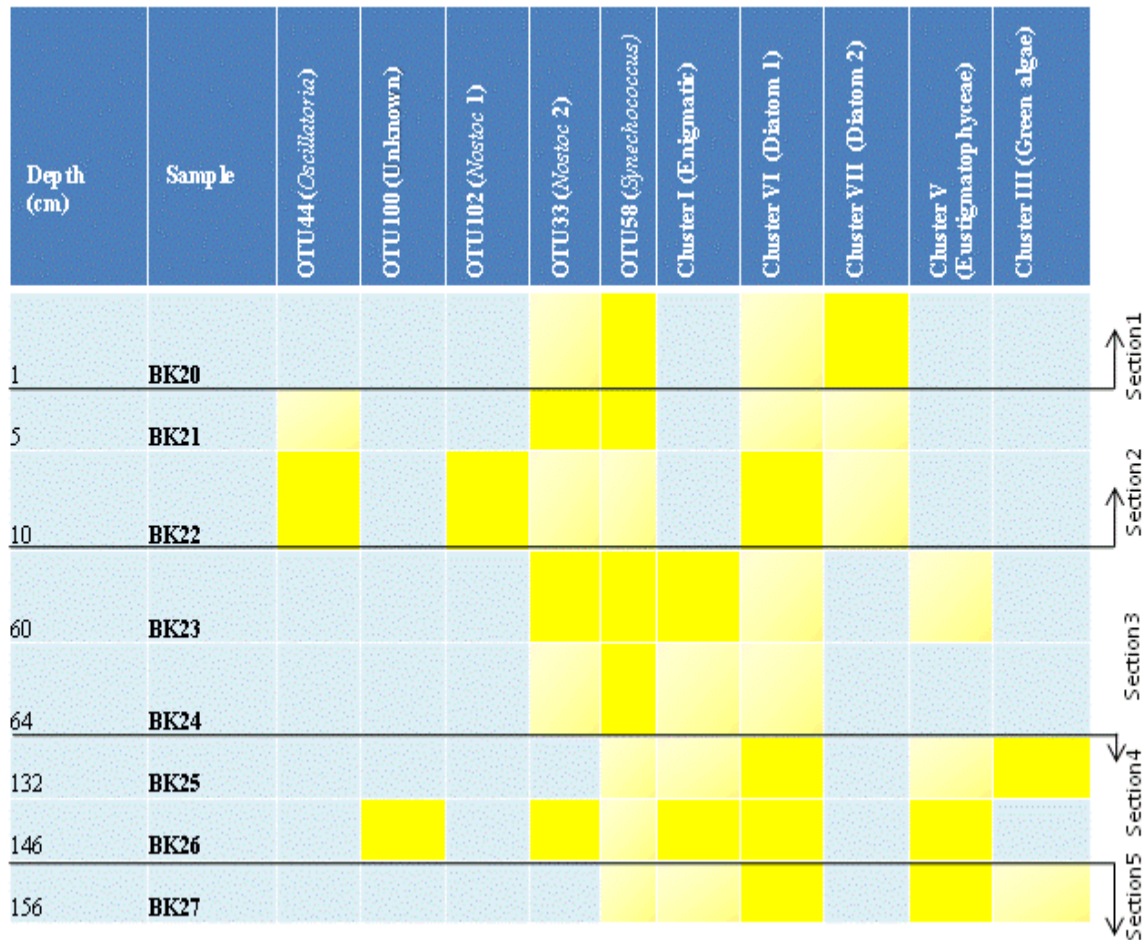 Depth
(cm)
Sample
OTU44 (Oscillatoria)
OTU100 (Unknown)
OTU102 (Nostoc 1)
OTU33 (Nostoc 2)
OTU58 (Synechococcus)
Cluster I (Enigmatic)
Cluster VI (Diatom 1)
Cluster VII (Diatom 2)
Cluster V
(Eustigmatophyceae)
Cluster III (Green algae)
1 BK20
5 BK21
10 BK22
60 BK23
64 BK24
132 BK25
146 BK26
156 BK27
Section1
Section2
Section3
Section4
Section5